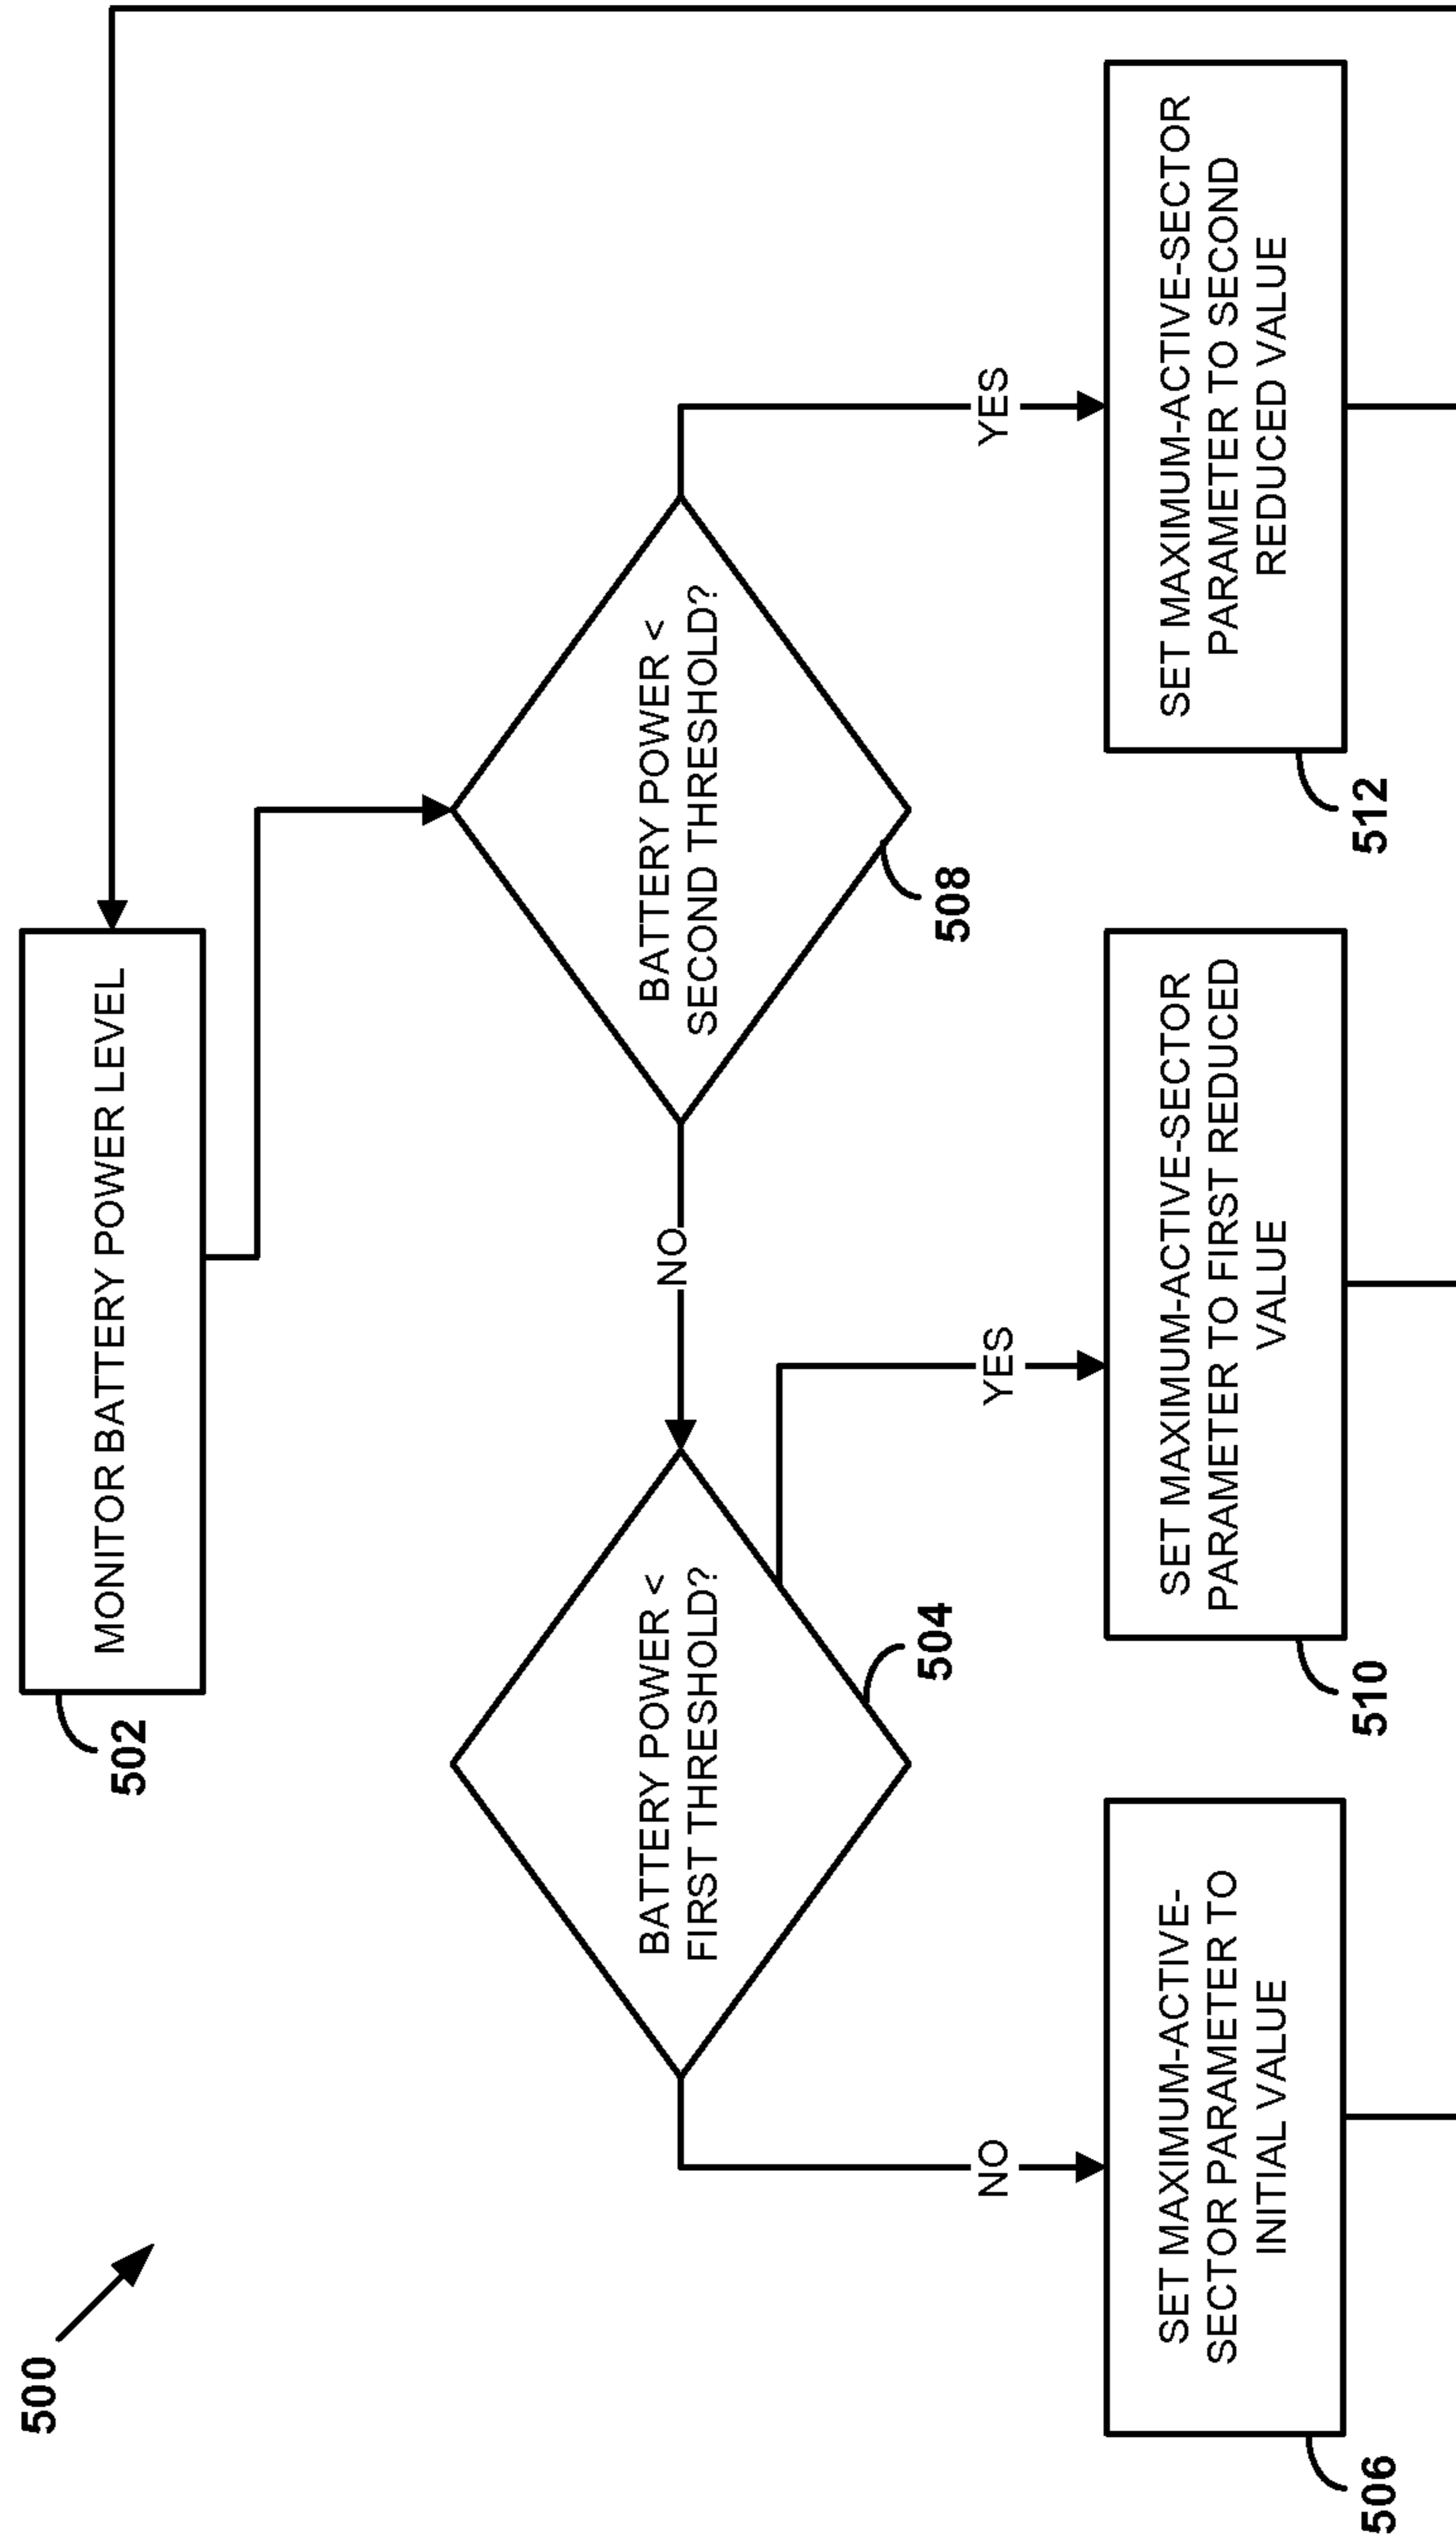 500
MONITOR BATTERY POWER LEVEL
502
BATTERY POWER <
SECOND THRESHOLD?
508
NO
YES
BATTERY POWER <
FIRST THRESHOLD?
504
NO
YES
SET MAXIMUM-ACTIVE-
SECTOR PARAMETER TO
INITIAL VALUE
506
SET MAXIMUM-ACTIVE-SECTOR
PARAMETER TO FIRST REDUCED
VALUE
510
SET MAXIMUM-ACTIVE-SECTOR
PARAMETER TO SECOND
REDUCED VALUE
512